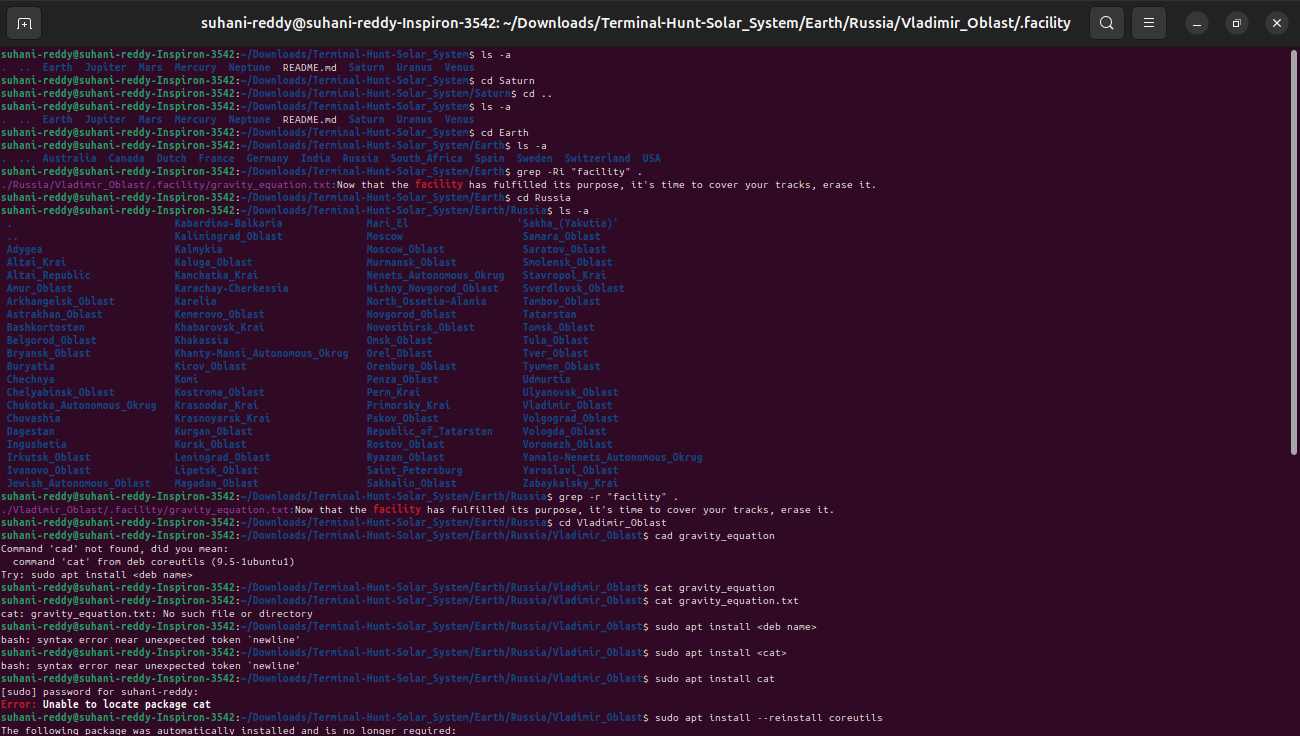 suhani-reddy@suhani-reddy-Inspiron-3542: ~/Downloads/Terminal-Hunt-Solar_System/Earth/Russia/Vladimir_Oblast/.facility
suhani-reddy@suhani-reddy-Inspiron-3542:~/Downloads/Terminal-Hunt-Solar_System$ ls -a
.  ..  Earth  Jupiter  Mars  Mercury  Neptune  README.md  Saturn  Uranus  Venus
suhani-reddy@suhani-reddy-Inspiron-3542:~/Downloads/Terminal-Hunt-Solar_System$ cd Saturn
suhani-reddy@suhani-reddy-Inspiron-3542:~/Downloads/Terminal-Hunt-Solar_System/Saturn$ cd ..
suhani-reddy@suhani-reddy-Inspiron-3542:~/Downloads/Terminal-Hunt-Solar_System$ ls -a
.  ..  Earth  Jupiter  Mars  Mercury  Neptune  README.md  Saturn  Uranus  Venus
suhani-reddy@suhani-reddy-Inspiron-3542:~/Downloads/Terminal-Hunt-Solar_System$ cd Earth
suhani-reddy@suhani-reddy-Inspiron-3542:~/Downloads/Terminal-Hunt-Solar_System/Earth$ ls -a
.  ..  Australia  Canada  Dutch  France  Germany  India  Russia  South_Africa  Spain  Sweden  Switzerland  USA
suhani-reddy@suhani-reddy-Inspiron-3542:~/Downloads/Terminal-Hunt-Solar_System/Earth$ grep -Ri "facility" .
./Russia/Vladimir_Oblast/.facility/gravity_equation.txt:Now that the facility has fulfilled its purpose, it's time to cover your tracks, erase it.
suhani-reddy@suhani-reddy-Inspiron-3542:~/Downloads/Terminal-Hunt-Solar_System/Earth$ cd Russia
suhani-reddy@suhani-reddy-Inspiron-3542:~/Downloads/Terminal-Hunt-Solar_System/Earth/Russia$ ls -a
.  Kabardino-Balkaria  Mari_El  'Sakha_(Yakutia)'
..  Kaliningrad_Oblast  Moscow  Samara_Oblast
Adygea  Kalmykia  Moscow_Oblast  Saratov_Oblast
Altai_Krai  Kaluga_Oblast  Murmansk_Oblast  Smolensk_Oblast
Altai_Republic  Kamchatka_Krai  Nenets_Autonomous_Okrug  Stavropol_Krai
Amur_Oblast  Karachay-Cherkessia  Nizhny_Novgorod_Oblast  Sverdlovsk_Oblast
Arkhangelsk_Oblast  Karelia  North_Ossetia-Alania  Tambov_Oblast
Astrakhan_Oblast  Kemerovo_Oblast  Novgorod_Oblast  Tatarstan
Bashkortostan  Khabarovsk_Krai  Novosibirsk_Oblast  Tomsk_Oblast
Belgorod_Oblast  Khakassia  Omsk_Oblast  Tula_Oblast
Bryansk_Oblast  Khanty-Mansi_Autonomous_Okrug  Orel_Oblast  Tver_Oblast
Buryatia  Kirov_Oblast  Orenburg_Oblast  Tyumen_Oblast
Chechnya  Komi  Penza_Oblast  Udmurtia
Chelyabinsk_Oblast  Kostroma_Oblast  Perm_Krai  Ulyanovsk_Oblast
Chukotka_Autonomous_Okrug  Krasnodar_Krai  Primorsky_Krai  Vladimir_Oblast
Chuvashia  Krasnoyarsk_Krai  Pskov_Oblast  Volgograd_Oblast
Dagestan  Kurgan_Oblast  Republic_of_Tatarstan  Vologda_Oblast
Ingushetia  Kursk_Oblast  Rostov_Oblast  Voronezh_Oblast
Irkutsk_Oblast  Leningrad_Oblast  Ryazan_Oblast  Yamalo-Nenets_Autonomous_Okrug
Ivanovo_Oblast  Lipetsk_Oblast  Saint_Petersburg  Yaroslavl_Oblast
Jewish_Autonomous_Oblast  Magadan_Oblast  Sakhalin_Oblast  Zabaykalsky_Krai
suhani-reddy@suhani-reddy-Inspiron-3542:~/Downloads/Terminal-Hunt-Solar_System/Earth/Russia$ grep -r "facility" .
./Vladimir_Oblast/.facility/gravity_equation.txt:Now that the facility has fulfilled its purpose, it's time to cover your tracks, erase it.
suhani-reddy@suhani-reddy-Inspiron-3542:~/Downloads/Terminal-Hunt-Solar_System/Earth/Russia$ cd Vladimir_Oblast
suhani-reddy@suhani-reddy-Inspiron-3542:~/Downloads/Terminal-Hunt-Solar_System/Earth/Russia/Vladimir_Oblast$ cad gravity_equation
Command 'cad' not found, did you mean:
  command 'cat' from deb coreutils (9.5-1ubuntu1)
Try: sudo apt install <deb name>
suhani-reddy@suhani-reddy-Inspiron-3542:~/Downloads/Terminal-Hunt-Solar_System/Earth/Russia/Vladimir_Oblast$ cat gravity_equation
suhani-reddy@suhani-reddy-Inspiron-3542:~/Downloads/Terminal-Hunt-Solar_System/Earth/Russia/Vladimir_Oblast$ cat gravity_equation.txt
cat: gravity_equation.txt: No such file or directory
suhani-reddy@suhani-reddy-Inspiron-3542:~/Downloads/Terminal-Hunt-Solar_System/Earth/Russia/Vladimir_Oblast$ sudo apt install <deb name>
bash: syntax error near unexpected token `newline'
suhani-reddy@suhani-reddy-Inspiron-3542:~/Downloads/Terminal-Hunt-Solar_System/Earth/Russia/Vladimir_Oblast$ sudo apt install <cat>
bash: syntax error near unexpected token `newline'
suhani-reddy@suhani-reddy-Inspiron-3542:~/Downloads/Terminal-Hunt-Solar_System/Earth/Russia/Vladimir_Oblast$ sudo apt install cat
[sudo] password for suhani-reddy:
Error: Unable to locate package cat
suhani-reddy@suhani-reddy-Inspiron-3542:~/Downloads/Terminal-Hunt-Solar_System/Earth/Russia/Vladimir_Oblast$ sudo apt install --reinstall coreutils
The following package was automatically installed and is no longer required: